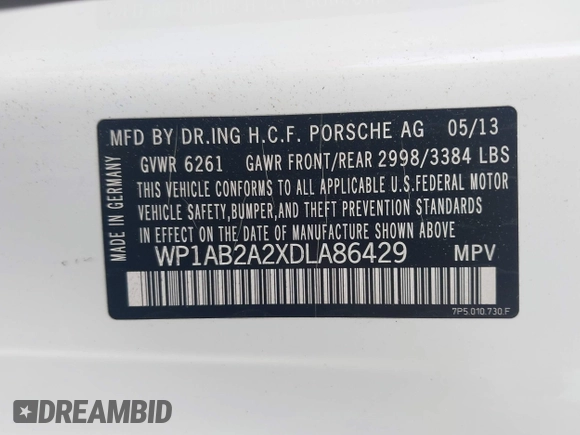 MFD BY DR.ING H.C.F. PORSCHE AG 05/13
GVWR 6261 GAWR FRONT/REAR 2998/3384 LBS
THIS VEHICLE CONFORMS TO ALL APPLICABLE U.S.FEDERAL MOTOR
VEHICLE SAFETY,BUMPER,AND THEFT PREVENTION STANDARDS
IN EFFECT ON THE DATE OF MANUFACTURE SHOWN ABOVE
WP1AB2A2XDLA86429 MPV
7P5.010.730.F
MADE IN GERMANY
DREAMBID